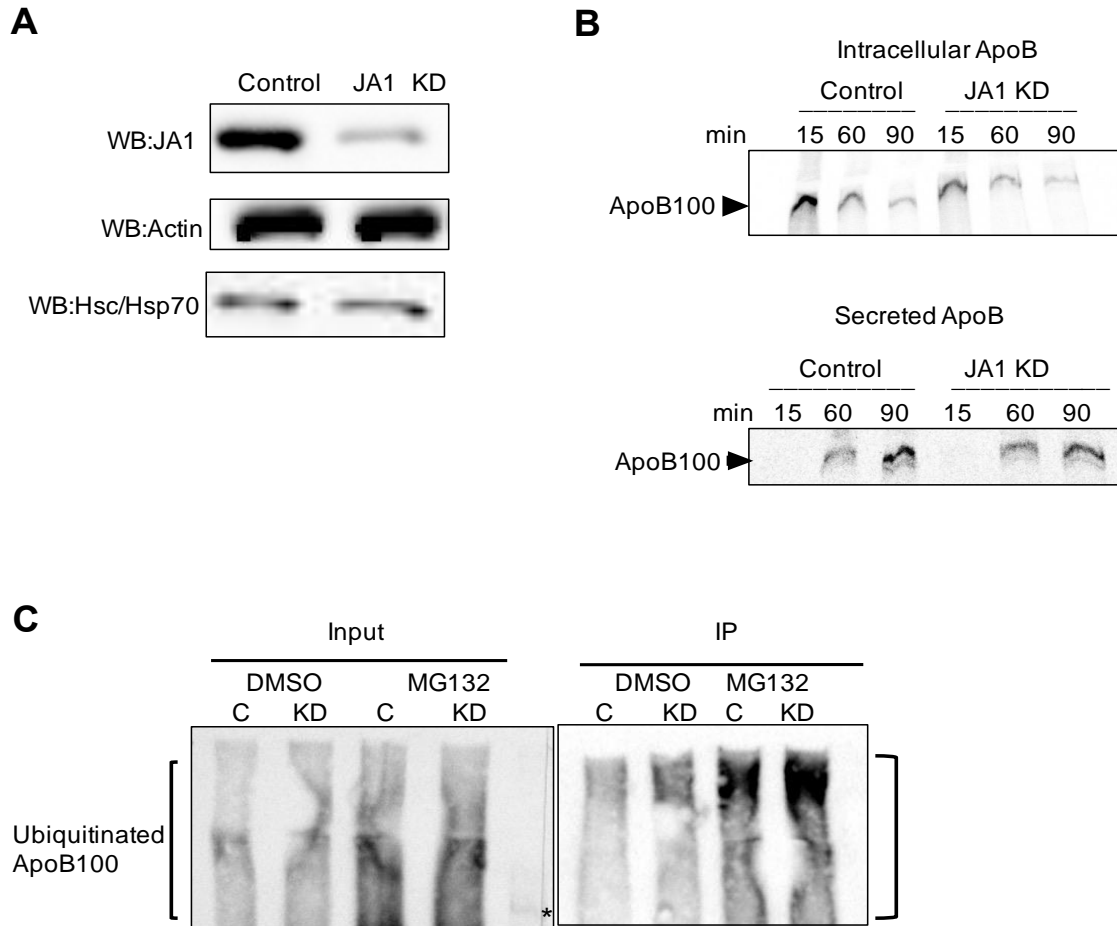 A
Control JA1 KD
WB:JA1
WB:Actin
WB:Hsc/Hsp70
B
Intracellular ApoB
Control JA1 KD
min 15 60 90 15 60 90
ApoB100
Secreted ApoB
Control JA1 KD
min 15 60 90 15 60 90
ApoB100
C
Input IP
DMSO MG132 DMSO MG132
C KD C KD C KD C KD
Ubiquitinated
ApoB100
*